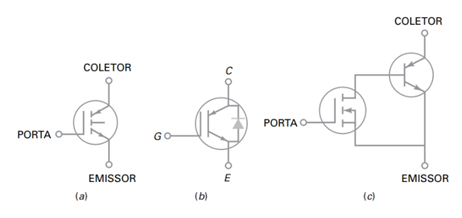 COLETOR
PORTA
EMISSOR
(a)
C
G
E
(b)
COLETOR
PORTA
EMISSOR
(c)